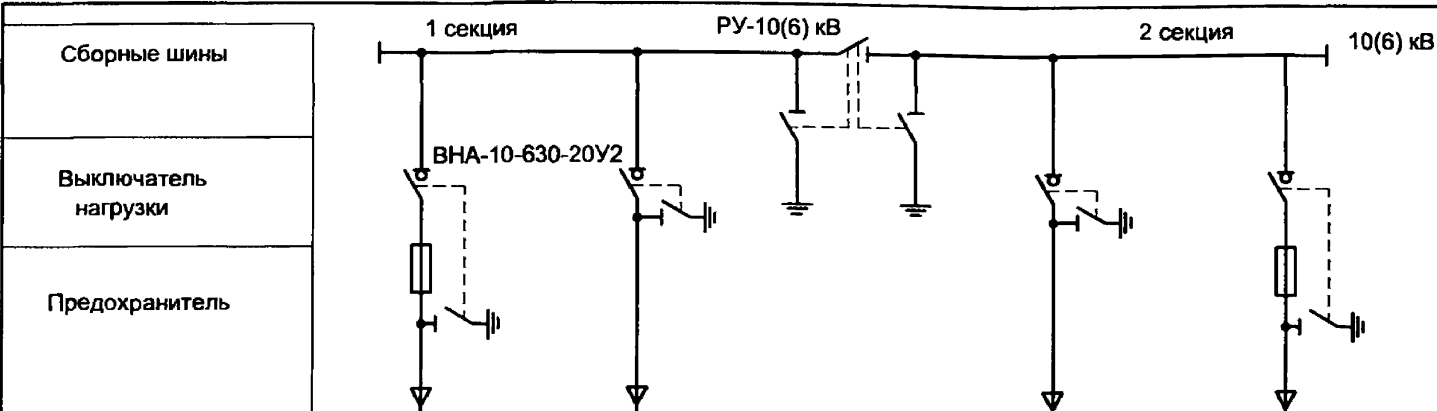 1 секция
РУ-10(6) кВ
2 секция
10(6) кВ
Сборные шины
ВНА-10-630-20У2
Выключатель
нагрузки
Предохранитель